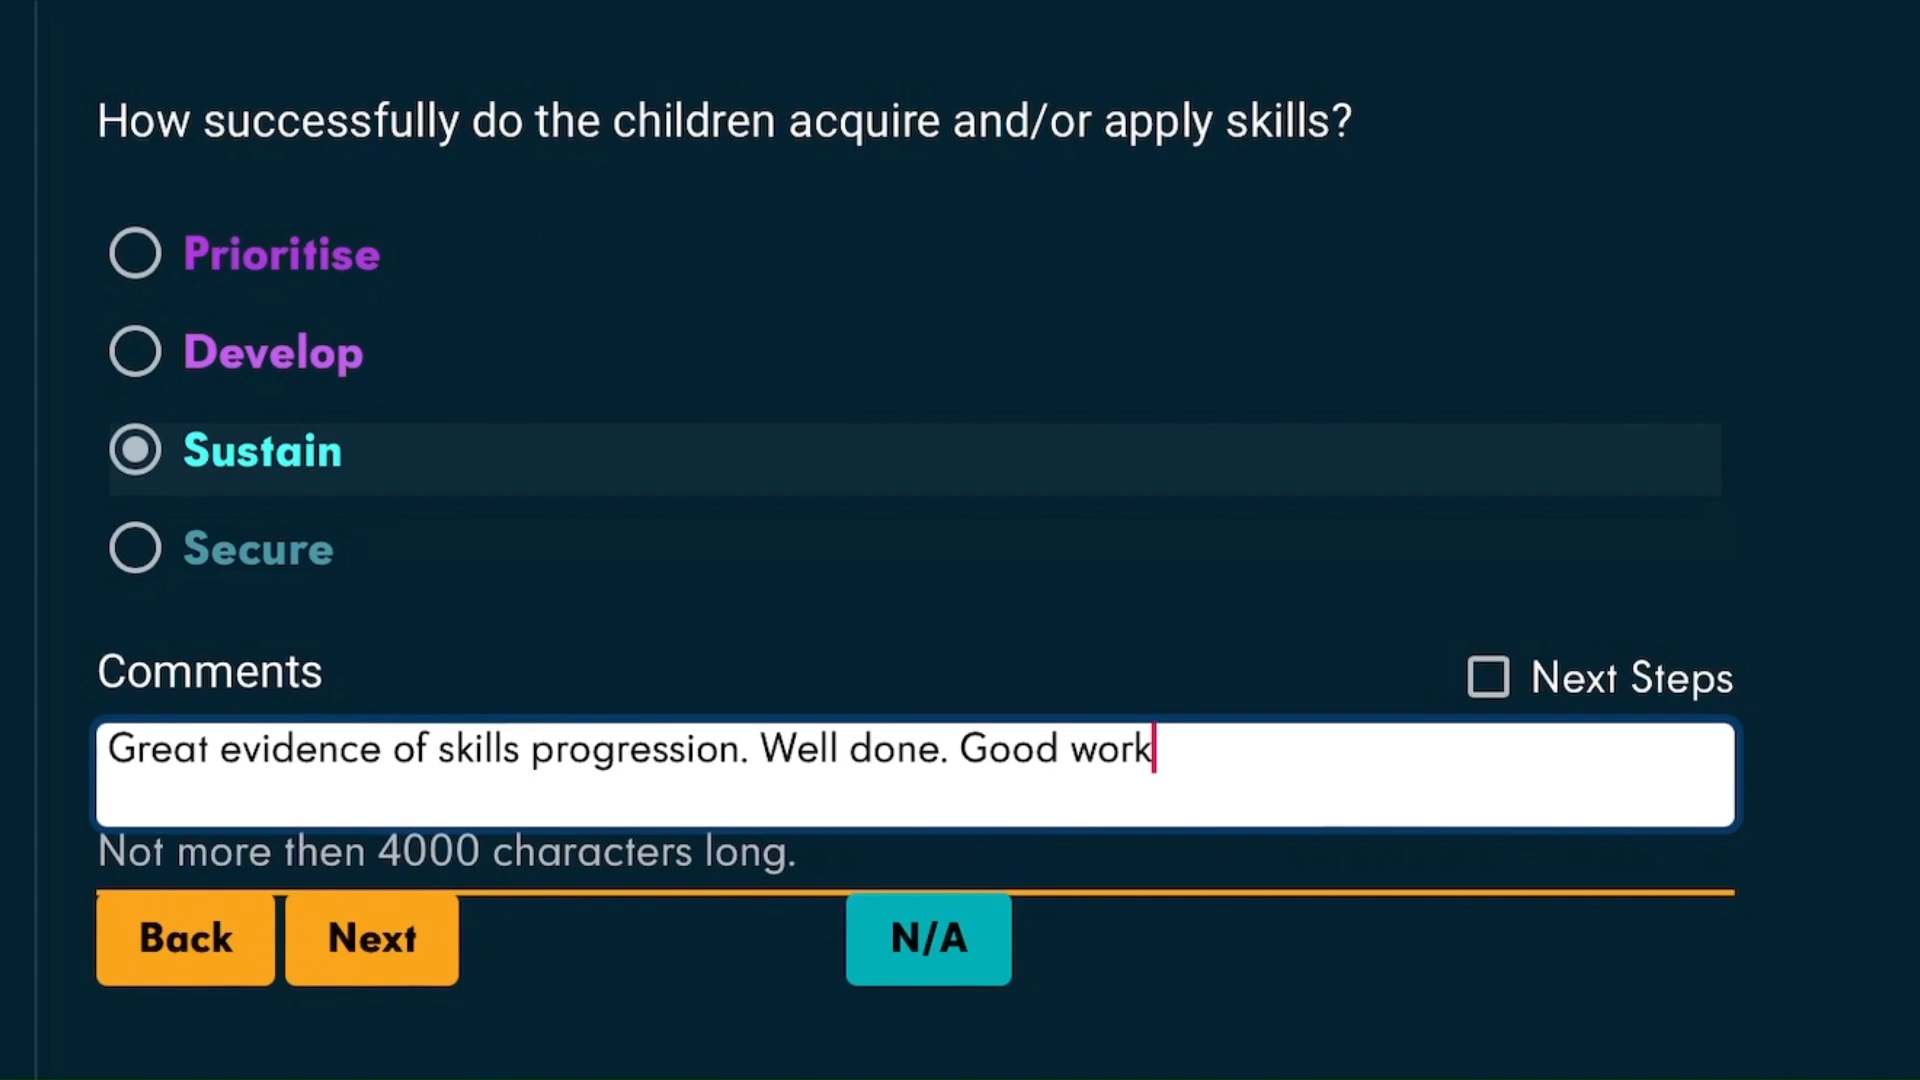 How successfully do the children acquire and/or apply skills?
Prioritise
Develop
Sustain
Secure
Comments
Next Steps
Great evidence of skills progression. Well done. Good work
Not more then 4000 characters long.
Back
Next
N/A